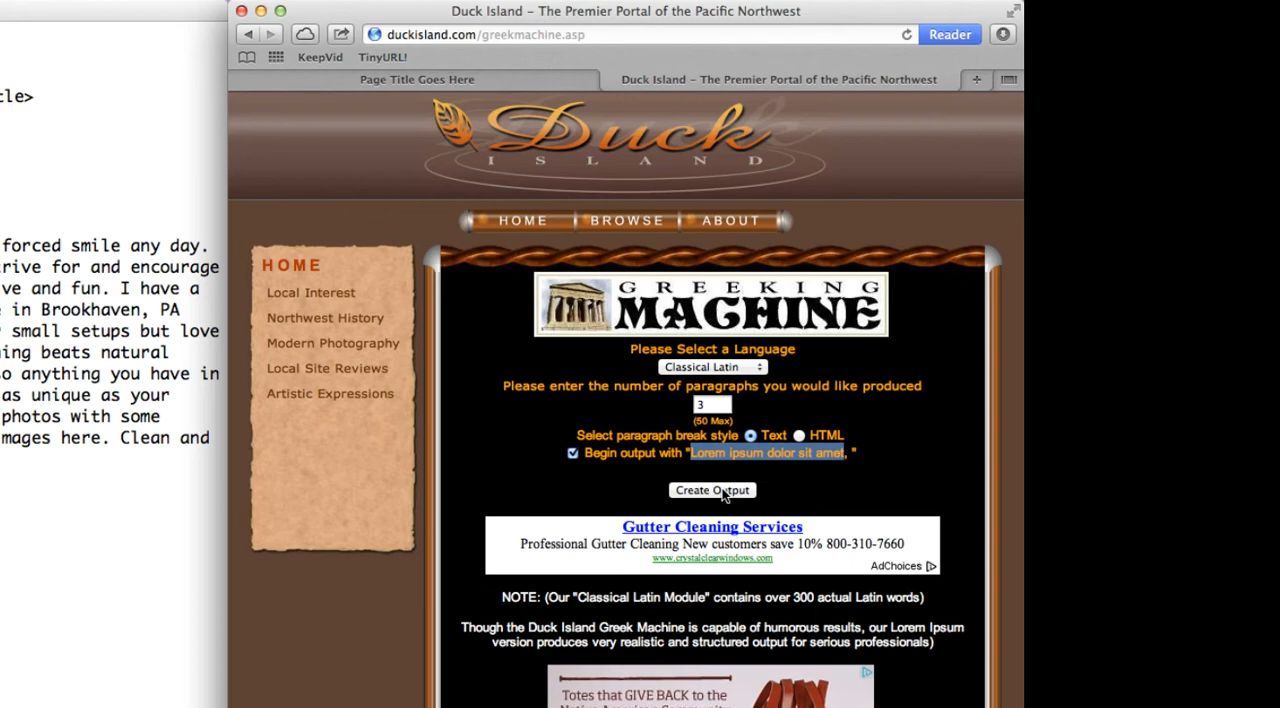 Duck Island – The Premier Portal of the Pacific Northwest
duckisland.com/greekmachine.asp
Reader
KeepVid TinyURL!
Page Title Goes Here
Duck Island – The Premier Portal of the Pacific Northwest
+
tle>
forced smile any day.
rive for and encourage
ve and fun. I have a
e in Brookhaven, PA
r small setups but love
ing beats natural
o anything you have in
as unique as your
photos with some
mages here. Clean and
Duck
ISLAND
HOME BROWSE ABOUT
HOME
Local Interest
Northwest History
Modern Photography
Local Site Reviews
Artistic Expressions
GREEKING
MACHINE
Please Select a Language
Classical Latin
Please enter the number of paragraphs you would like produced
3
(50 Max)
Select paragraph break style Text HTML
Begin output with "Lorem ipsum dolor sit amet, "
Create Output
Gutter Cleaning Services
Professional Gutter Cleaning New customers save 10% 800-310-7660
www.crystalclearwindows.com
AdChoices
NOTE: (Our "Classical Latin Module" contains over 300 actual Latin words)
Though the Duck Island Greek Machine is capable of humorous results, our Lorem Ipsum
version produces very realistic and structured output for serious professionals)
Totes that GIVE BACK to the